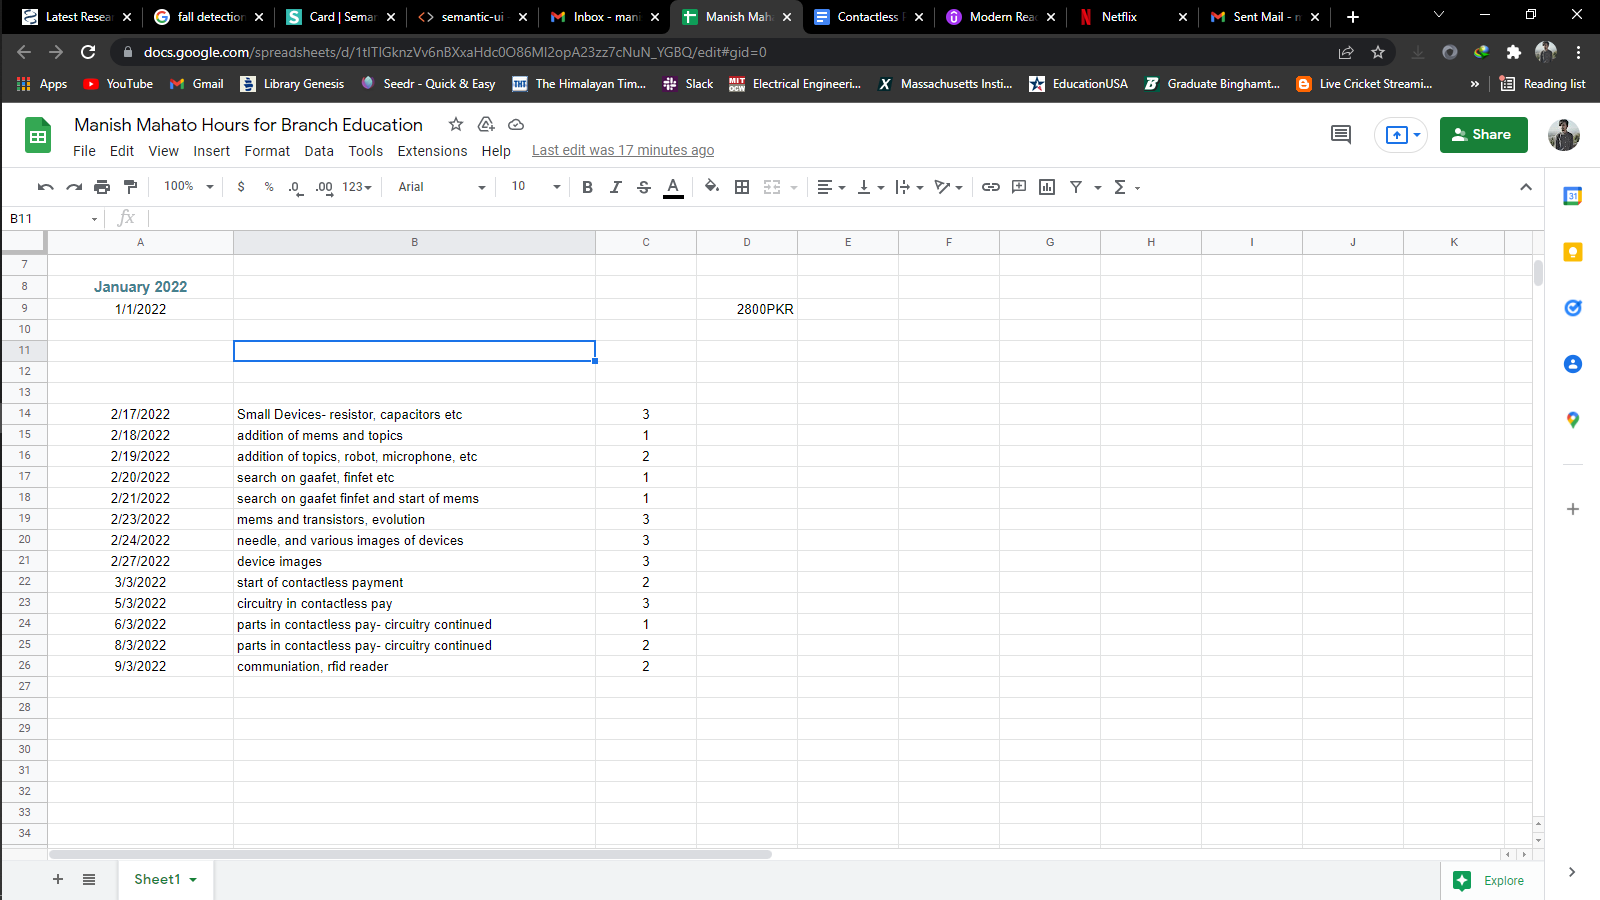 Latest Resear
fall detection
Card | Seman
semantic-ui
Inbox - mani
Manish Mah
Contactless P
Modern Reac
Netflix
Sent Mail - m
docs.google.com/spreadsheets/d/1tITlGknzVv6nBXxaHdc0O86Ml2opA23zz7cNuN_YGBQ/edit#gid=0
Apps YouTube Gmail Library Genesis Seedr - Quick & Easy The Himalayan Tim... Slack Electrical Engineeri... Massachusetts Insti... EducationUSA Graduate Binghamt... Live Cricket Streami... » Reading list
Manish Mahato Hours for Branch Education
Share
File Edit View Insert Format Data Tools Extensions Help Last edit was 17 minutes ago
100% $ % .0 .00 123 Arial 10 B I S A Σ
31
B11 fx
A B C D E F G H I J K
7
8 January 2022
9 1/1/2022 2800PKR
10
11
12
13
14 2/17/2022 Small Devices- resistor, capacitors etc 3
15 2/18/2022 addition of mems and topics 1
16 2/19/2022 addition of topics, robot, microphone, etc 2
17 2/20/2022 search on gaafet, finfet etc 1
18 2/21/2022 search on gaafet finfet and start of mems 1
19 2/23/2022 mems and transistors, evolution 3
20 2/24/2022 needle, and various images of devices 3
21 2/27/2022 device images 3
22 3/3/2022 start of contactless payment 2
23 5/3/2022 circuitry in contactless pay 3
24 6/3/2022 parts in contactless pay- circuitry continued 1
25 8/3/2022 parts in contactless pay- circuitry continued 2
26 9/3/2022 communiation, rfid reader 2
27
28
29
30
31
32
33
34
Sheet1
Explore